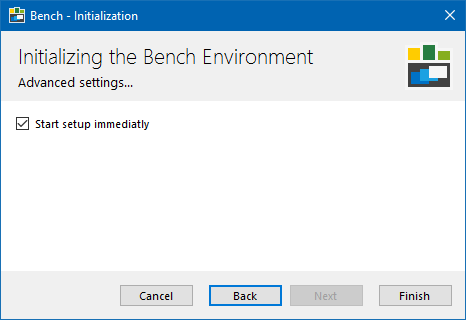 Bench - Initialization
Initializing the Bench Environment
Advanced settings...
Start setup immediatly
Cancel
Back
Next
Finish